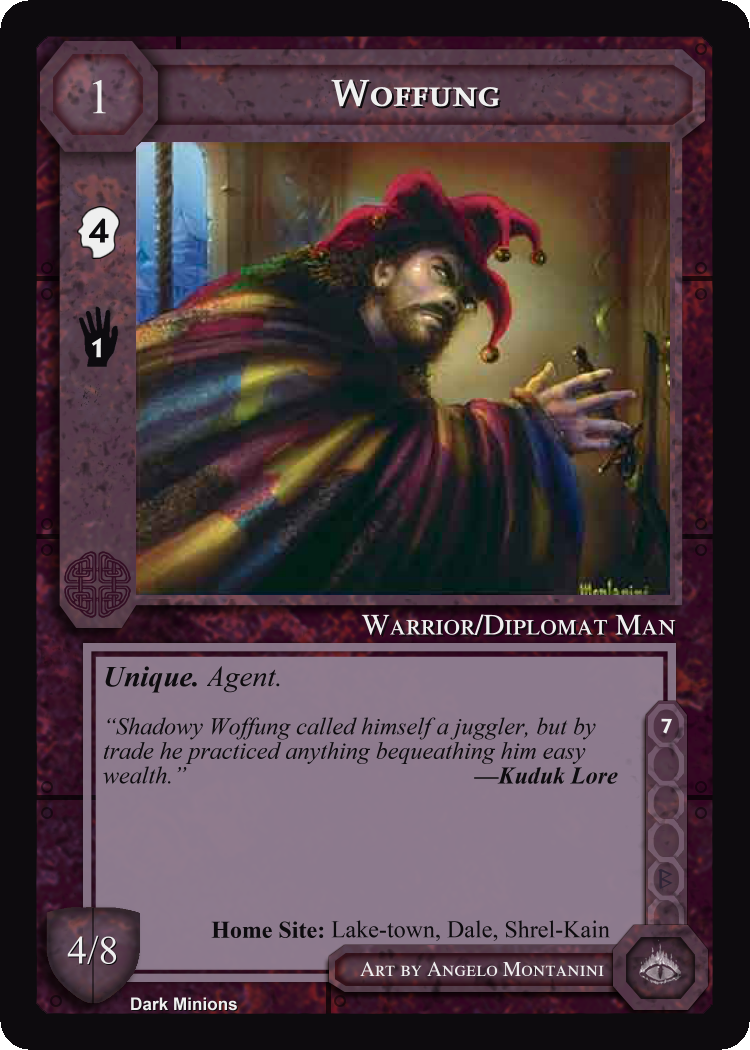 1
Woffung
4
1
Montanini
Warrior/Diplomat Man
Unique. Agent.
“Shadowy Woffung called himself a juggler, but by
trade he practiced anything bequeathing him easy
wealth.” —Kuduk Lore
7
Home Site: Lake-town, Dale, Shrel-Kain
4/8
Art by Angelo Montanini
Dark Minions